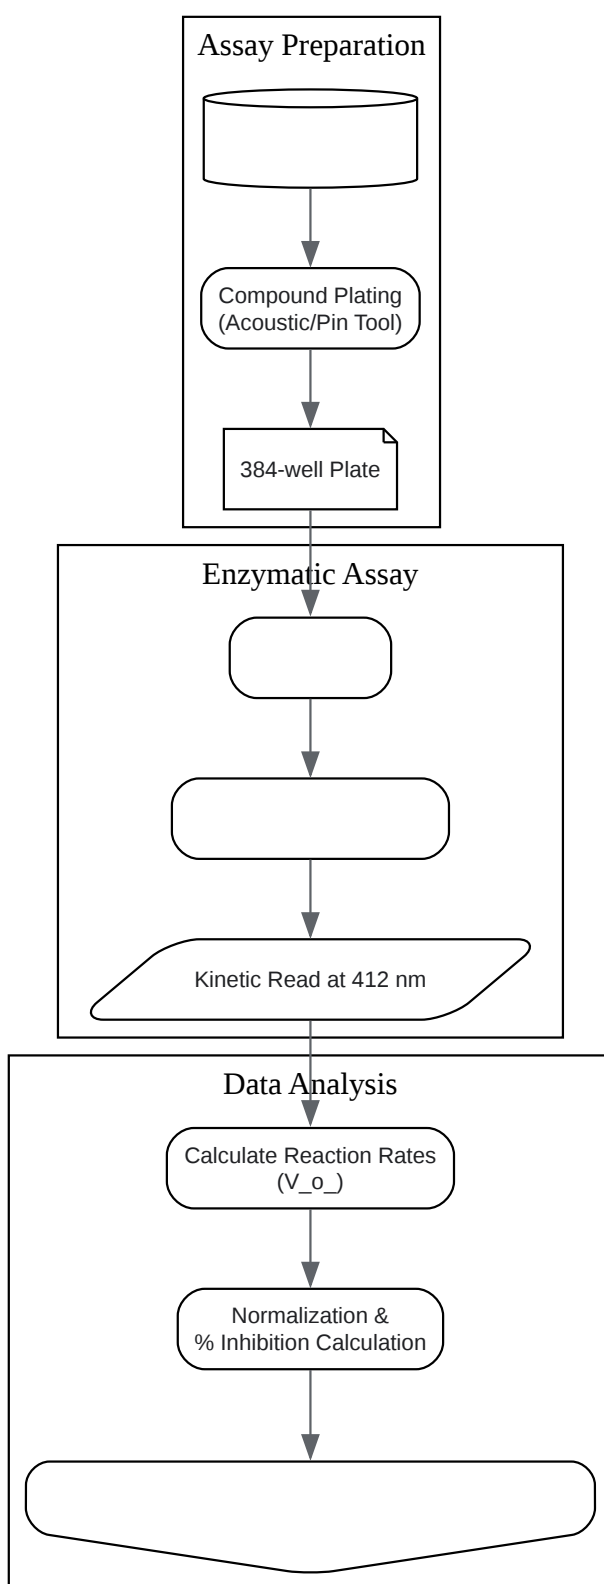 Assay Preparation
Compound Plating
(Acoustic/Pin Tool)
384-well Plate
Enzymatic Assay
Kinetic Read at 412 nm
Data Analysis
Calculate Reaction Rates
(V_o_)
Normalization &
% Inhibition Calculation